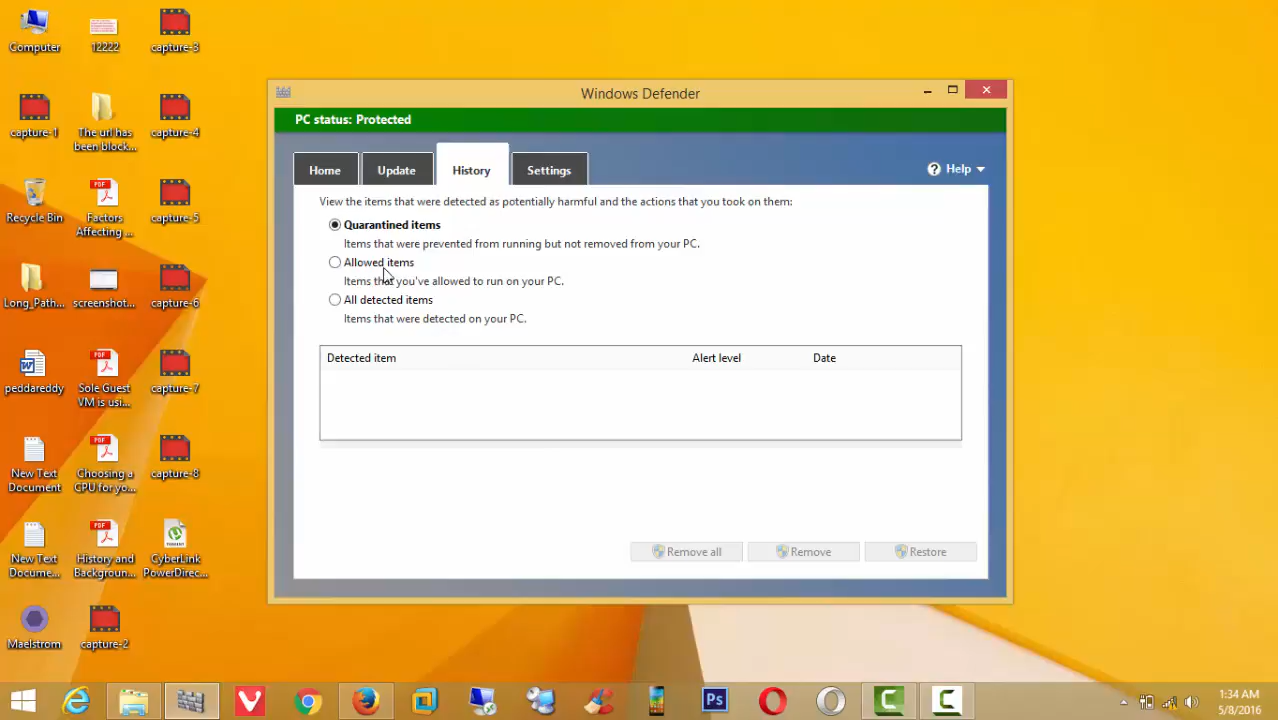 Computer
12222
capture-3
capture-1
The url has
been block...
capture-4
Recycle Bin
Factors
Affecting ...
capture-5
Long_Path...
screenshot...
capture-6
peddareddy
Sole Guest
VM is usi...
capture-7
New Text
Document
Choosing a
CPU for yo...
capture-8
New Text
Docume...
History and
Backgroun...
CyberLink
PowerDirec...
Maelstrom
capture-2
Windows Defender
PC status: Protected
Home
Update
History
Settings
Help
View the items that were detected as potentially harmful and the actions that you took on them:
Quarantined items
Items that were prevented from running but not removed from your PC.
Allowed items
Items that you've allowed to run on your PC.
All detected items
Items that were detected on your PC.
Detected item
Alert level
Date
Remove all
Remove
Restore
Ps
1:34 AM
5/8/2016